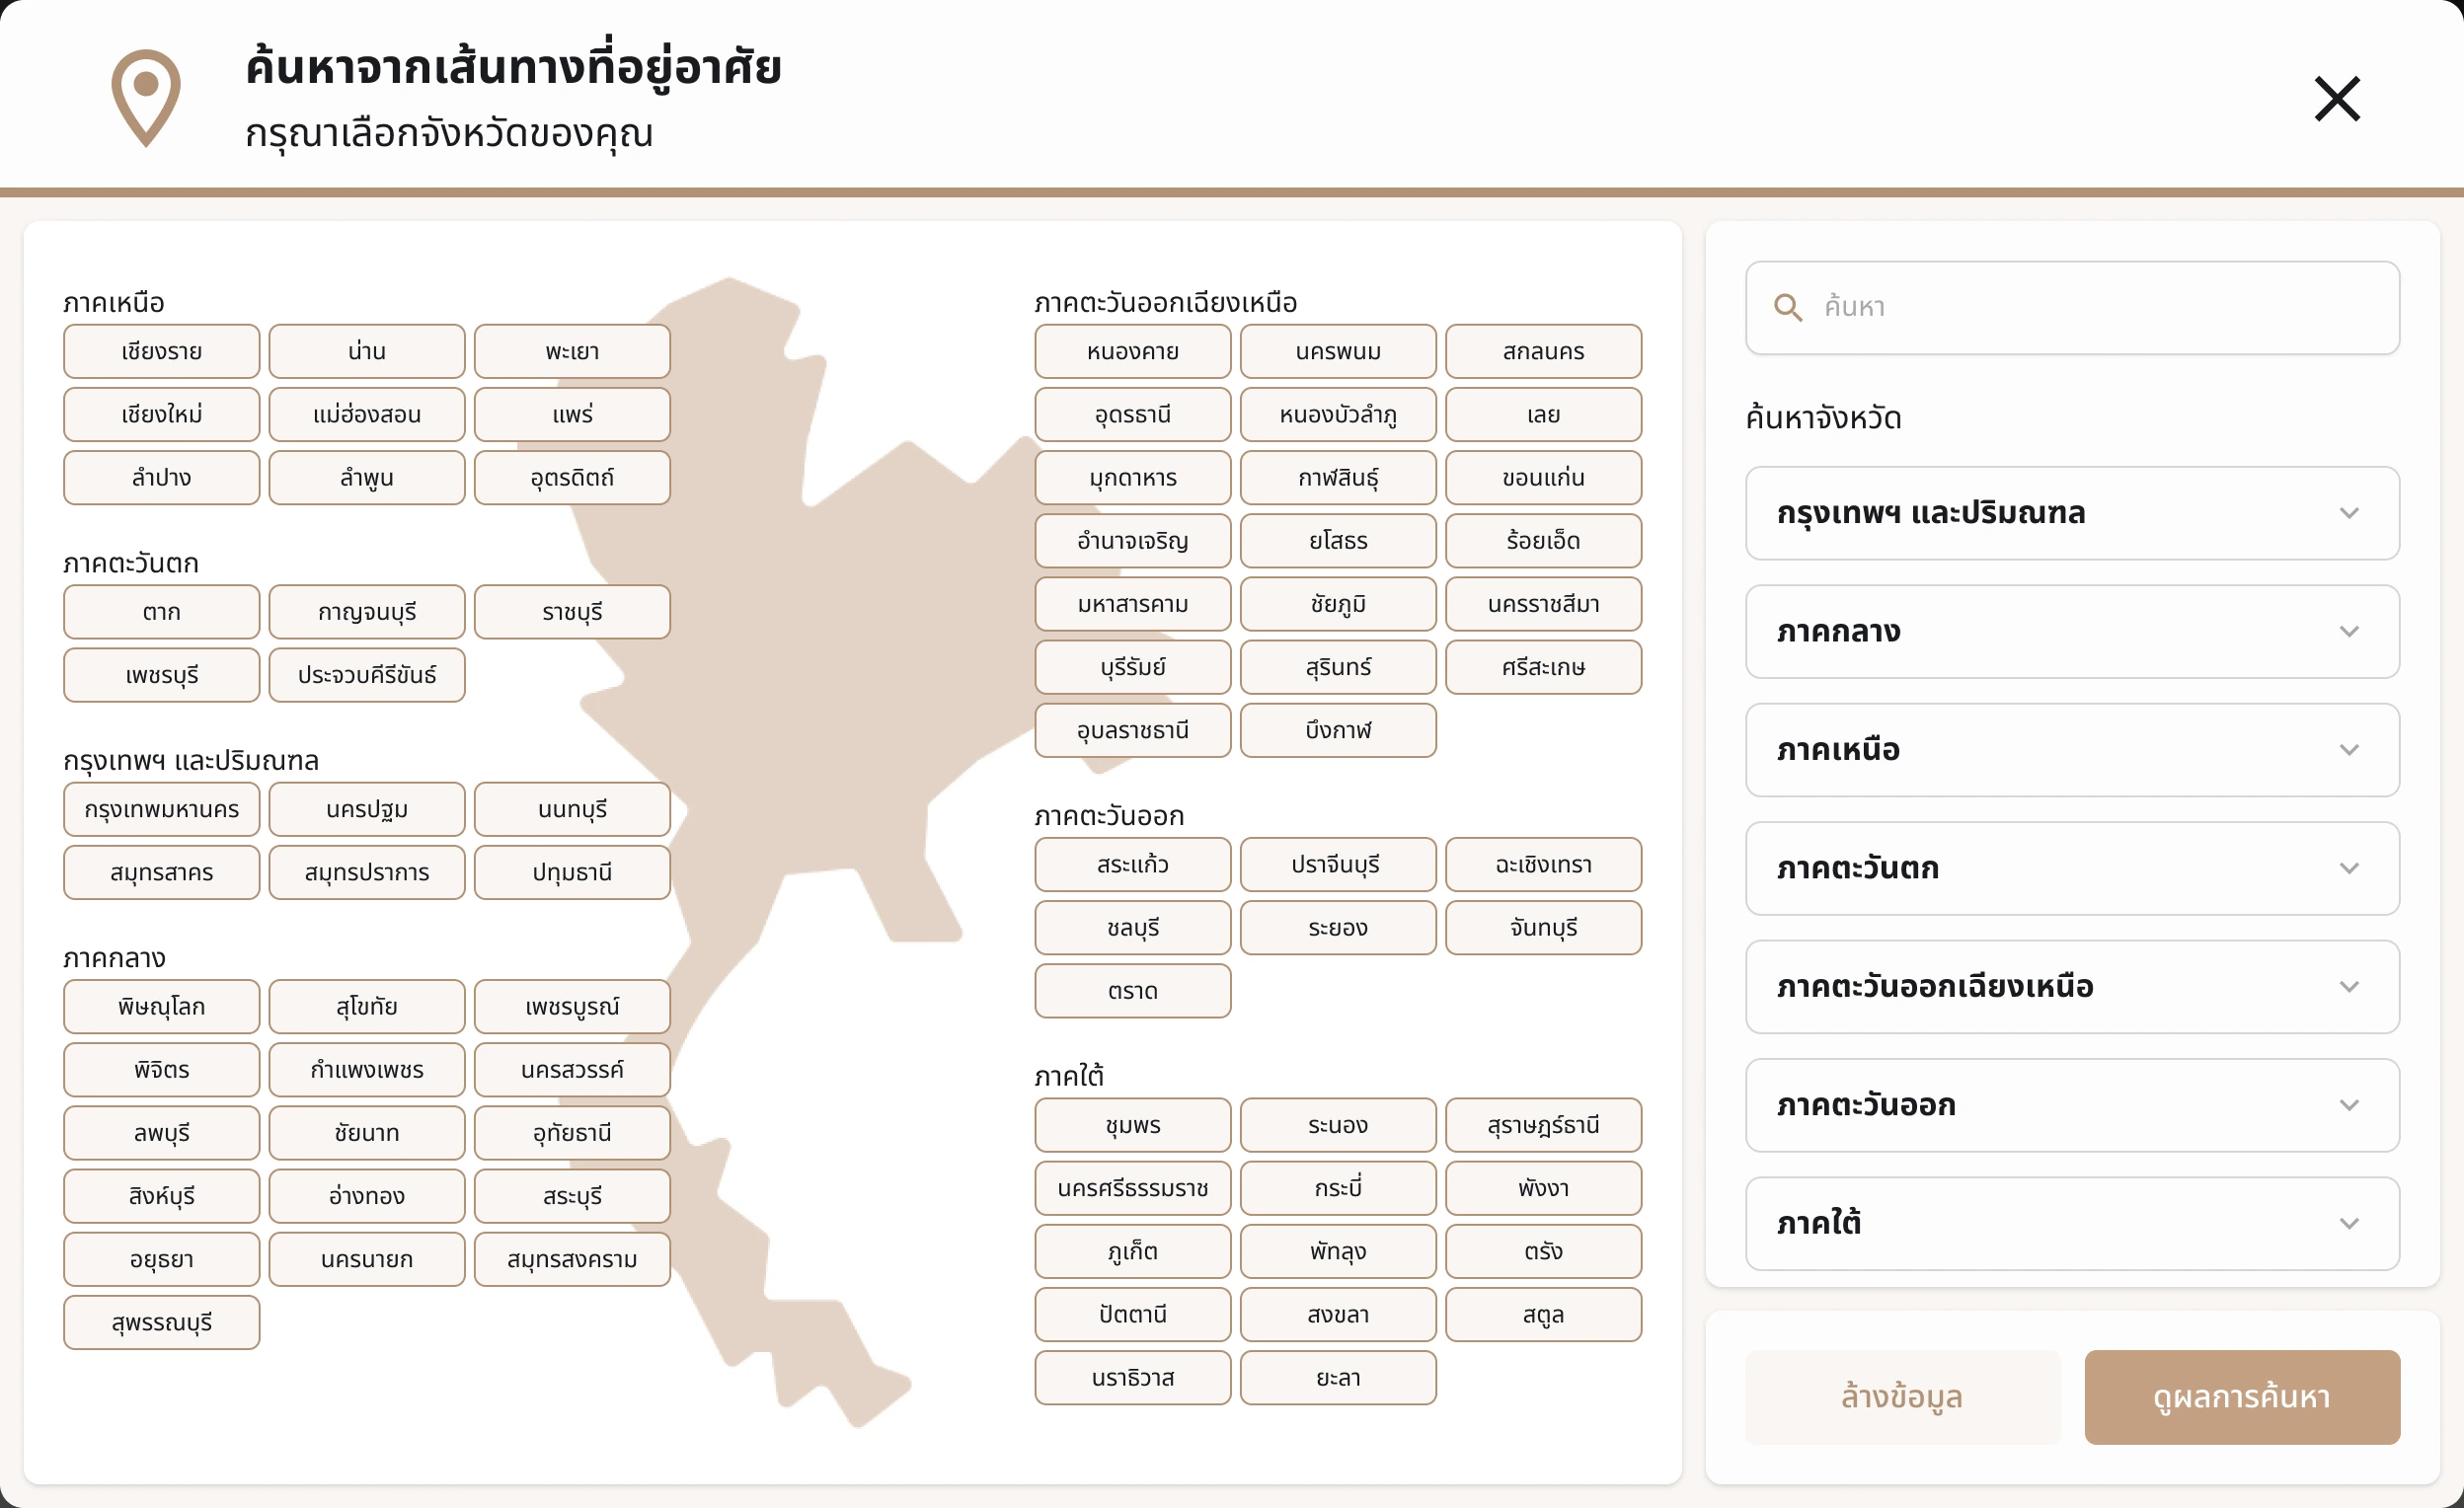 ค้นหาจากเส้นทางที่อยู่อาศัย
กรุณาเลือกจังหวัดของคุณ
ภาคเหนือ
เชียงราย น่าน พะเยา
เชียงใหม่ แม่ฮ่องสอน แพร่
ลำปาง ลำพูน อุตรดิตถ์
ภาคตะวันตก
ตาก กาญจนบุรี ราชบุรี
เพชรบุรี ประจวบคีรีขันธ์
กรุงเทพฯ และปริมณฑล
กรุงเทพมหานคร นครปฐม นนทบุรี
สมุทรสาคร สมุทรปราการ ปทุมธานี
ภาคกลาง
พิษณุโลก สุโขทัย เพชรบูรณ์
พิจิตร กำแพงเพชร นครสวรรค์
ลพบุรี ชัยนาท อุทัยธานี
สิงห์บุรี อ่างทอง สระบุรี
อยุธยา นครนายก สมุทรสงคราม
สุพรรณบุรี
ภาคตะวันออกเฉียงเหนือ
หนองคาย นครพนม สกลนคร
อุดรธานี หนองบัวลำภู เลย
มุกดาหาร กาฬสินธุ์ ขอนแก่น
อำนาจเจริญ ยโสธร ร้อยเอ็ด
มหาสารคาม ชัยภูมิ นครราชสีมา
บุรีรัมย์ สุรินทร์ ศรีสะเกษ
อุบลราชธานี บึงกาฬ
ภาคตะวันออก
สระแก้ว ปราจีนบุรี ฉะเชิงเทรา
ชลบุรี ระยอง จันทบุรี
ตราด
ภาคใต้
ชุมพร ระนอง สุราษฎร์ธานี
นครศรีธรรมราช กระบี่ พังงา
ภูเก็ต พัทลุง ตรัง
ปัตตานี สงขลา สตูล
นราธิวาส ยะลา
ค้นหา
ค้นหาจังหวัด
กรุงเทพฯ และปริมณฑล
ภาคกลาง
ภาคเหนือ
ภาคตะวันตก
ภาคตะวันออกเฉียงเหนือ
ภาคตะวันออก
ภาคใต้
ล้างข้อมูล ดูผลการค้นหา